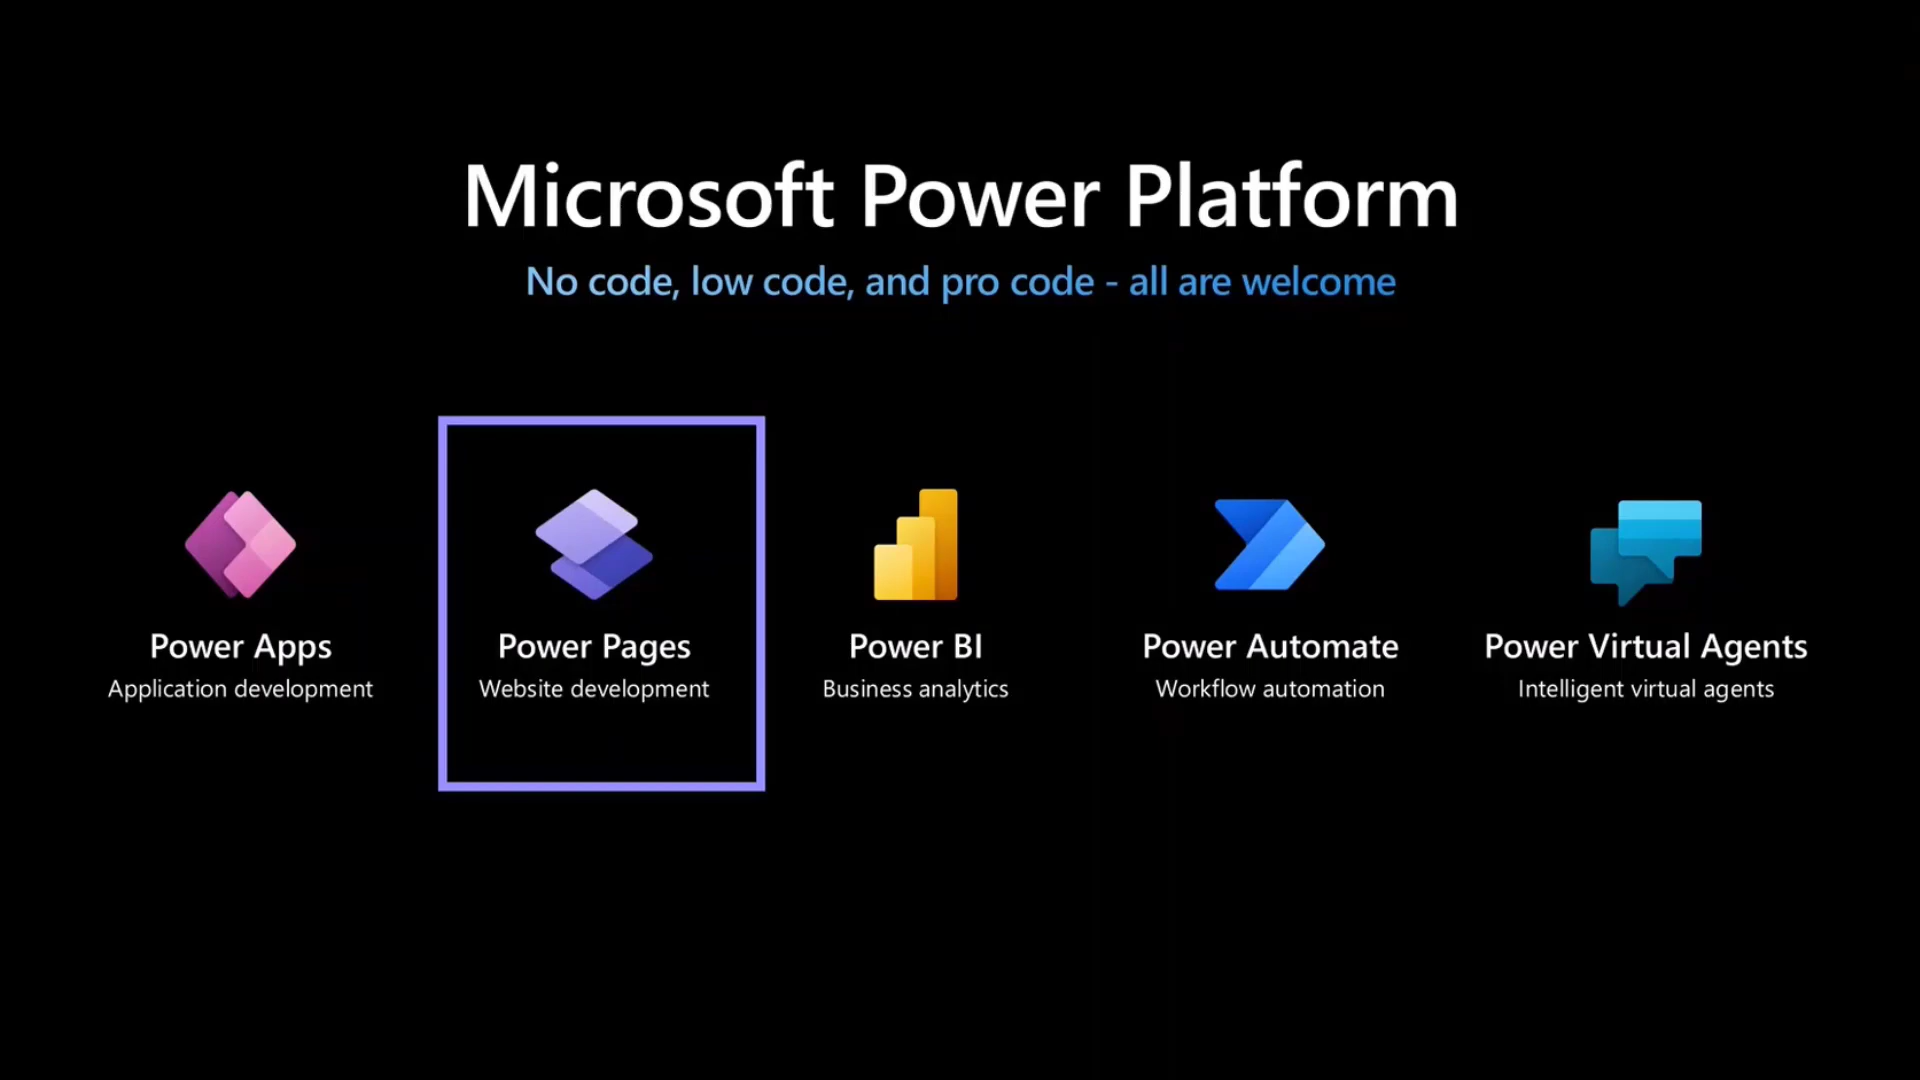 Microsoft Power Platform
No code, low code, and pro code - all are welcome
Power Apps
Application development
Power Pages
Website development
Power BI
Business analytics
Power Automate
Workflow automation
Power Virtual Agents
Intelligent virtual agents